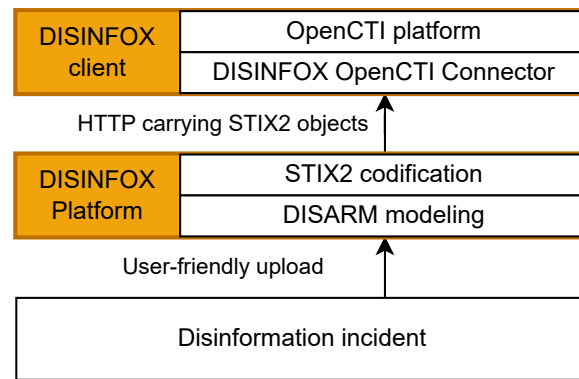 DISINFOX
client
OpenCTI platform
DISINFOX OpenCTI Connector
HTTP carrying STIX2 objects
DISINFOX
Platform
STIX2 codification
DISARM modeling
User-friendly upload
Disinformation incident